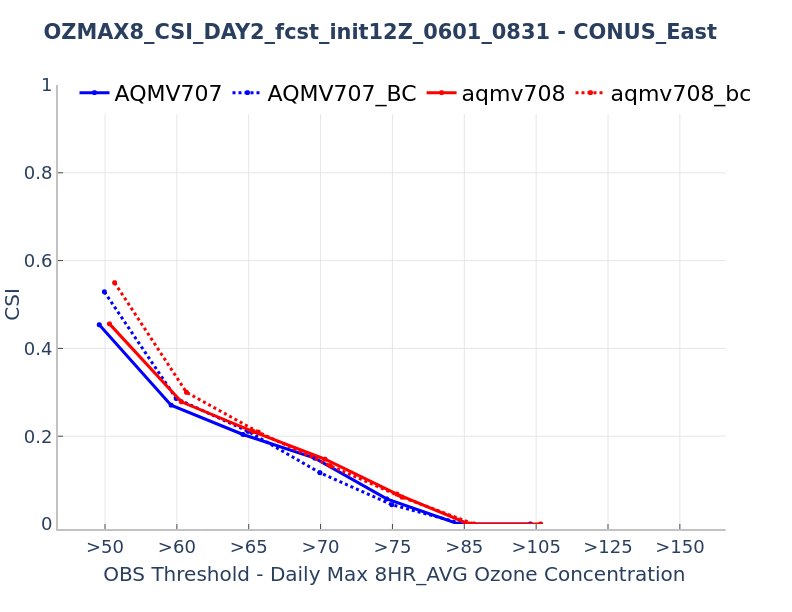 OZMAX8_CSI_DAY2_fcst_init12Z_0601_0831 - CONUS_East
AQMV707 AQMV707_BC aqmv708 aqmv708_bc
1
0.8
0.6
0.4
0.2
0
CSI
>50 >60 >65 >70 >75 >85 >105 >125 >150
OBS Threshold - Daily Max 8HR_AVG Ozone Concentration